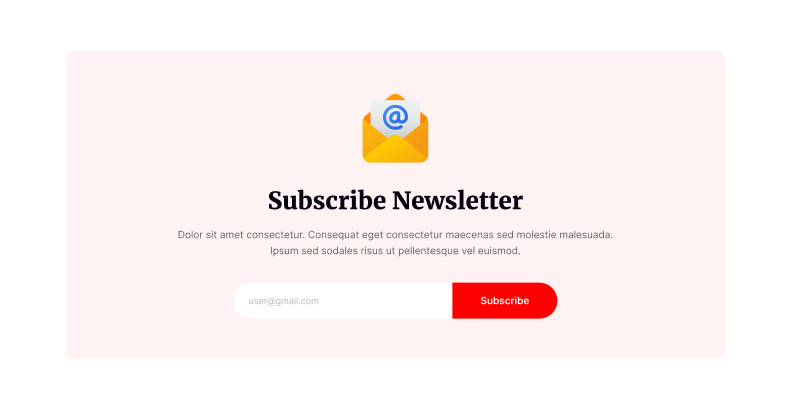 @
Subscribe Newsletter
Dolor sit amet consectetur. Consequat eget consectetur maecenas sed molestie malesuada.
Ipsum sed sodales risus ut pellentesque vel euismod.
user@gmail.com
Subscribe